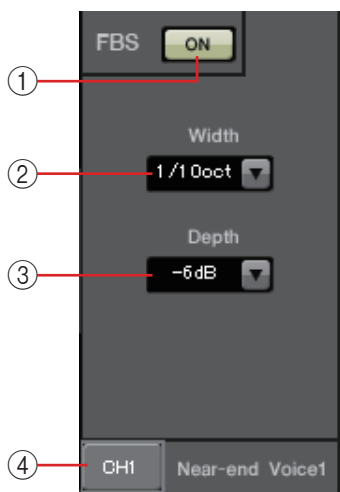 FBS ON
①
Width
② 1/10oct
Depth
③ -6dB
④ CH1 Near-end Voice1